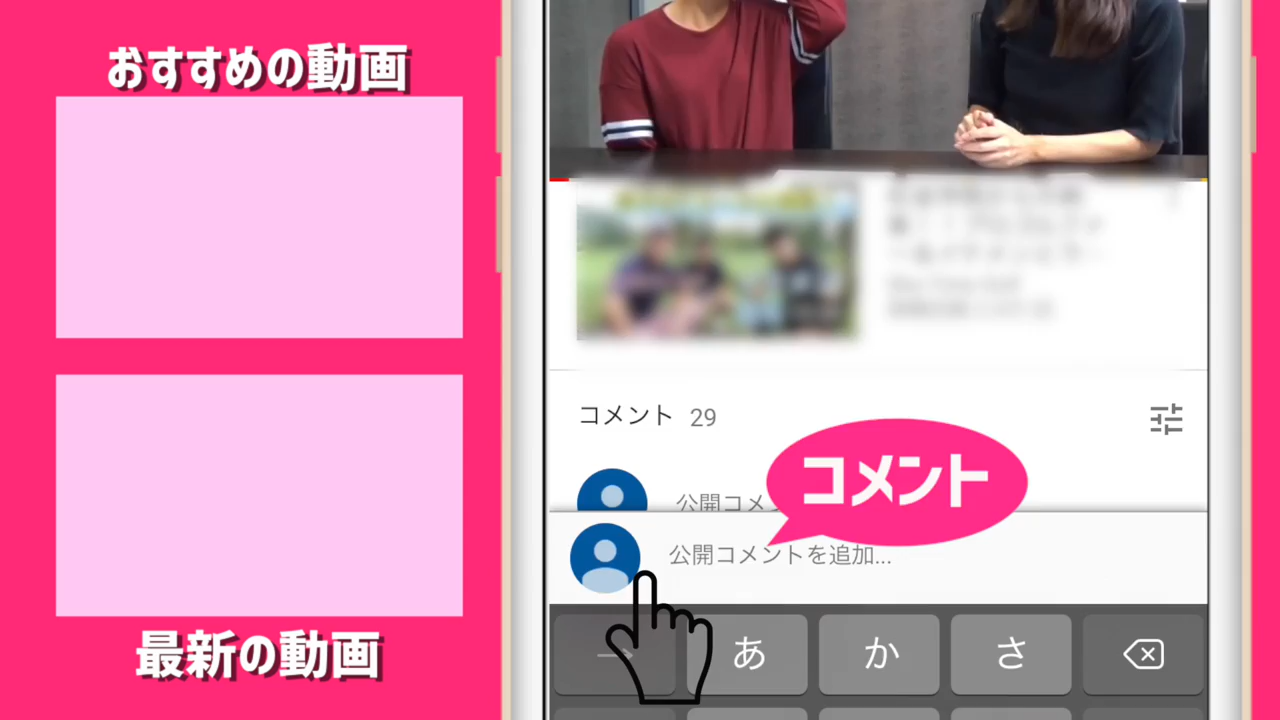 おすすめの動画
最新の動画
コメント 29
コメント
公開コメ
公開コメントを追加...
→ あ か さ